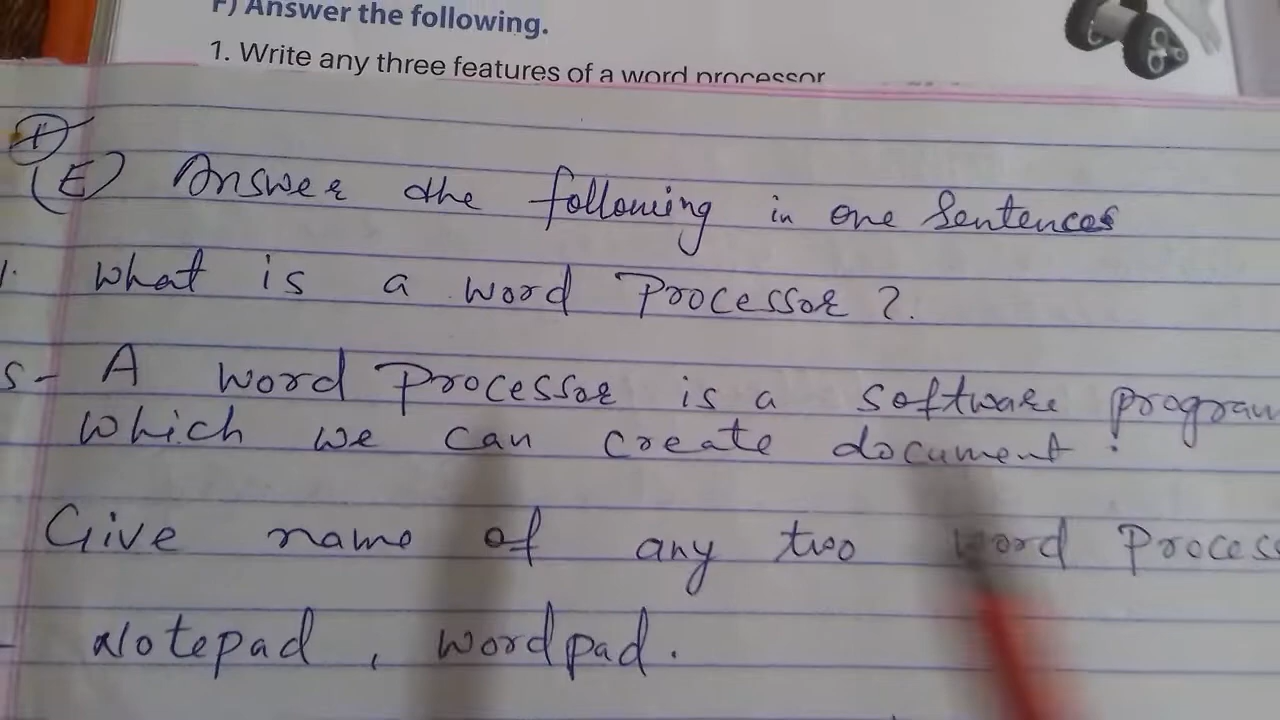 F) Answer the following.
1. Write any three features of a word processor
(E) Answer the following in one Sentences
1. What is a word Processor ?
s- A word Processor is a software program
which we can create document.
Give name of any two word Process
- Notepad, wordpad.